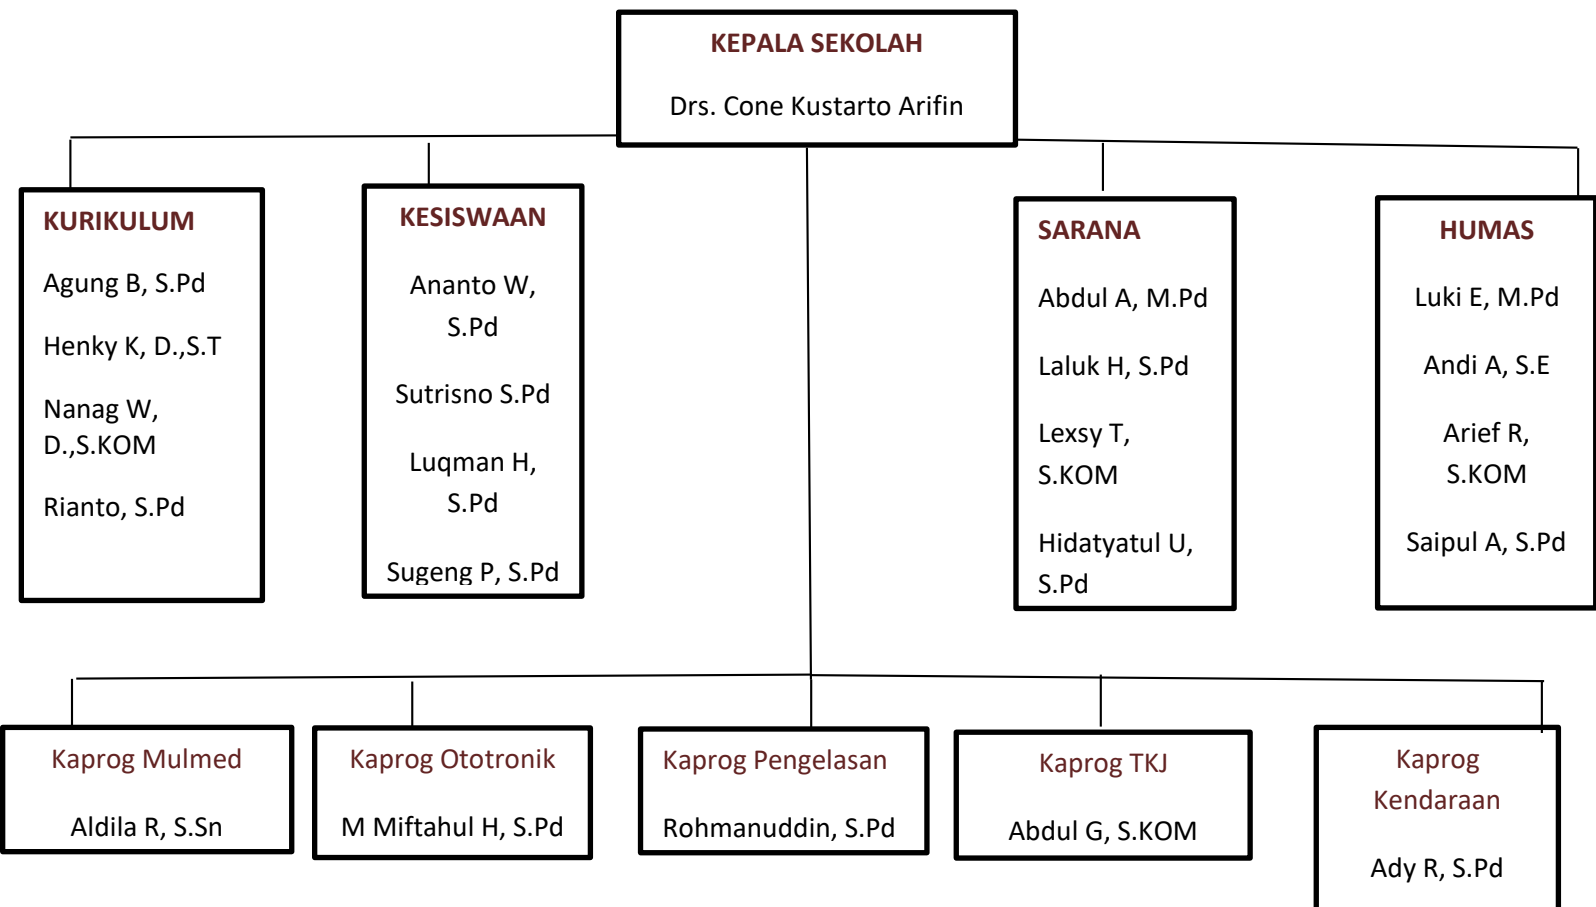 KEPALA SEKOLAH
Drs. Cone Kustarto Arifin
KURIKULUM
Agung B, S.Pd
Henky K, D.,S.T
Nanag W,
D.,S.KOM
Rianto, S.Pd
KESISWAAN
Ananto W,
S.Pd
Sutrisno S.Pd
Luqman H,
S.Pd
Sugeng P, S.Pd
SARANA
Abdul A, M.Pd
Laluk H, S.Pd
Lexsy T,
S.KOM
Hidatyatul U,
S.Pd
HUMAS
Luki E, M.Pd
Andi A, S.E
Arief R,
S.KOM
Saipul A, S.Pd
Kaprog Mulmed
Aldila R, S.Sn
Kaprog Ototronik
M Miftahul H, S.Pd
Kaprog Pengelasan
Rohmanuddin, S.Pd
Kaprog TKJ
Abdul G, S.KOM
Kaprog
Kendaraan
Ady R, S.Pd